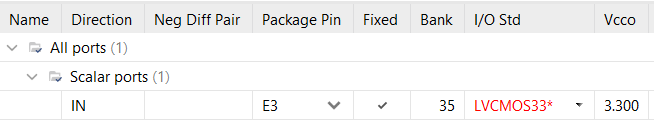 Name Direction Neg Diff Pair Package Pin Fixed Bank I/O Std Vcco
All ports (1)
Scalar ports (1)
IN E3 35 LVCMOS33* 3.300